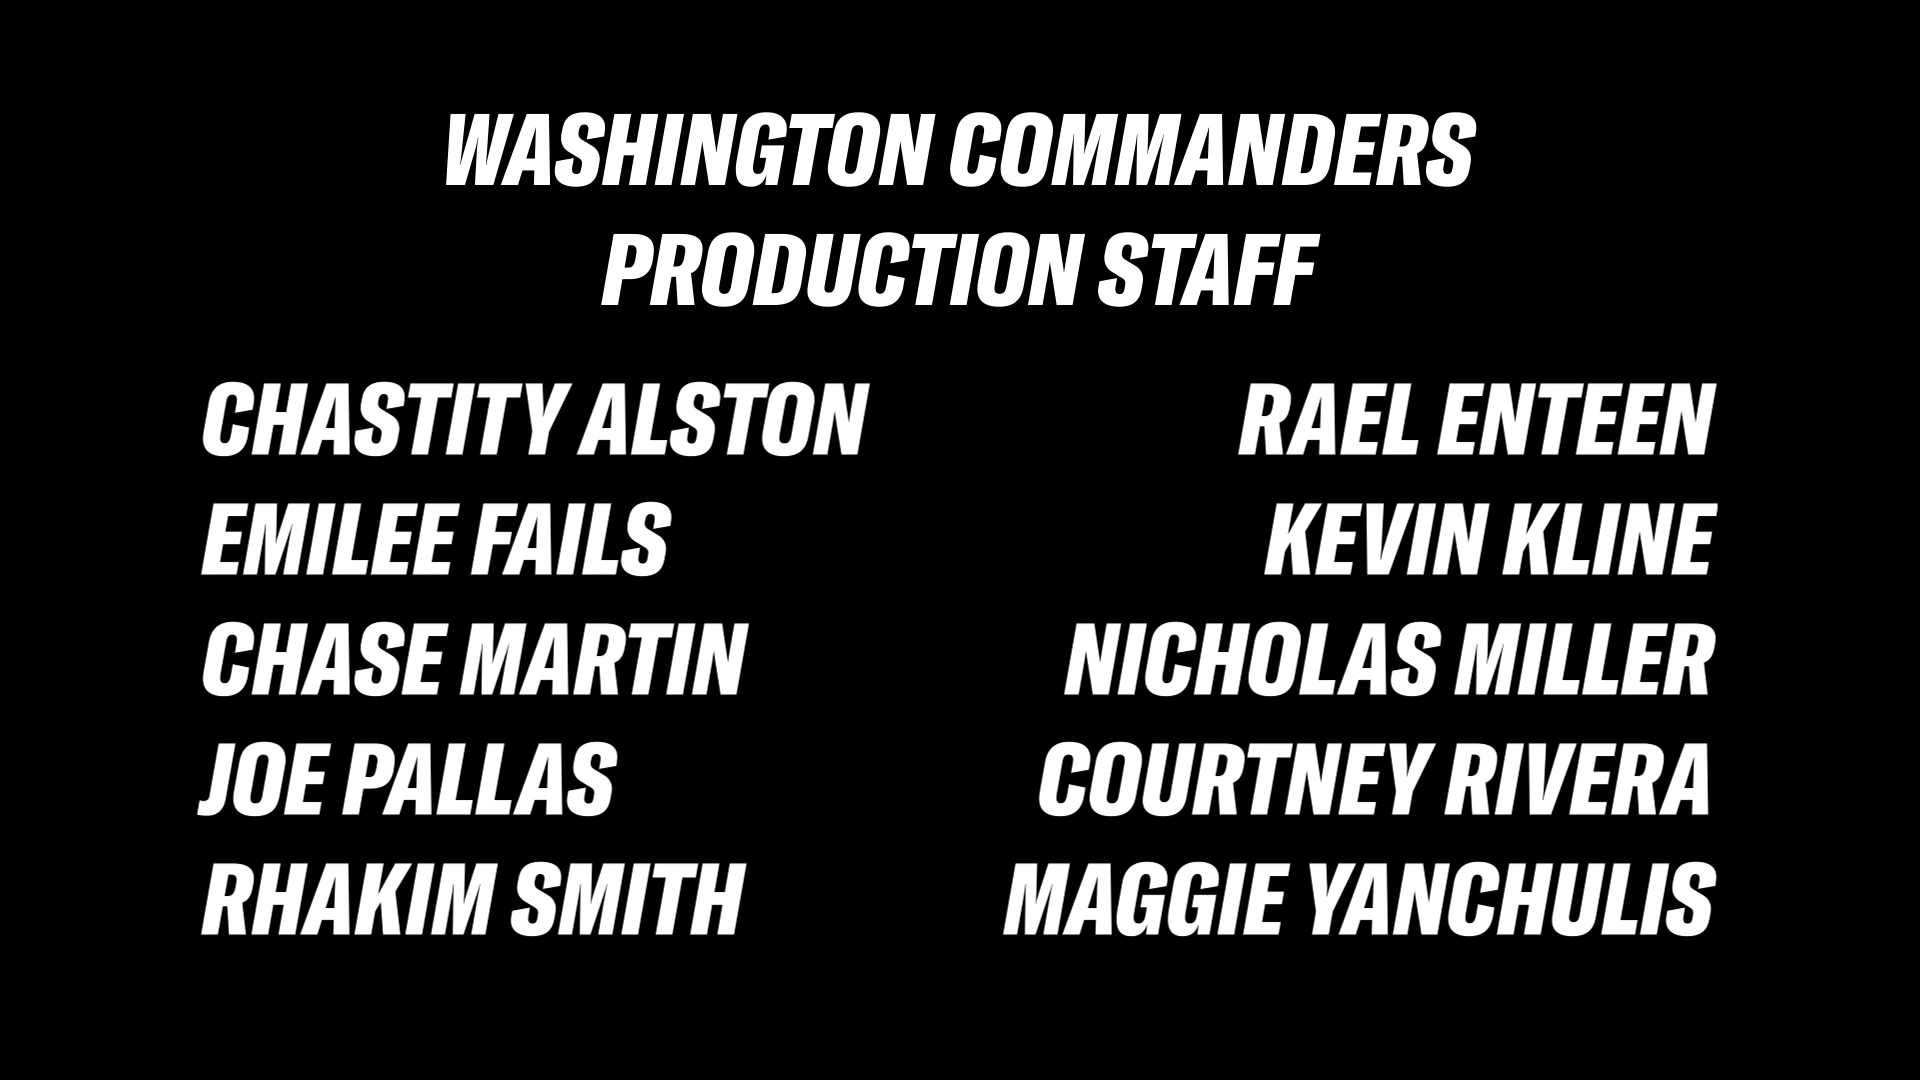 WASHINGTON COMMANDERS
PRODUCTION STAFF
CHASTITY ALSTON
RAEL ENTEEN
EMILEE FAILS
KEVIN KLINE
CHASE MARTIN
NICHOLAS MILLER
JOE PALLAS
COURTNEY RIVERA
RHAKIM SMITH
MAGGIE YANCHULIS